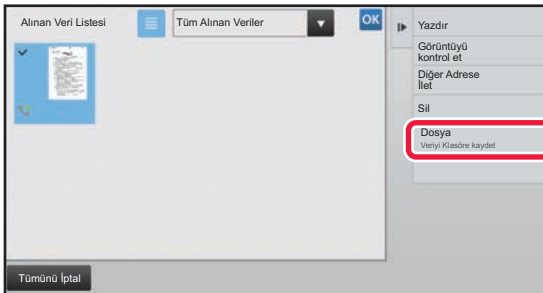 Alınan Veri Listesi
Tüm Alınan Veriler
OK
Yazdır
Görüntüyü
kontrol et
Diğer Adrese
İlet
Sil
Dosya
Veriyi Klasöre kaydet
Tümünü İptal